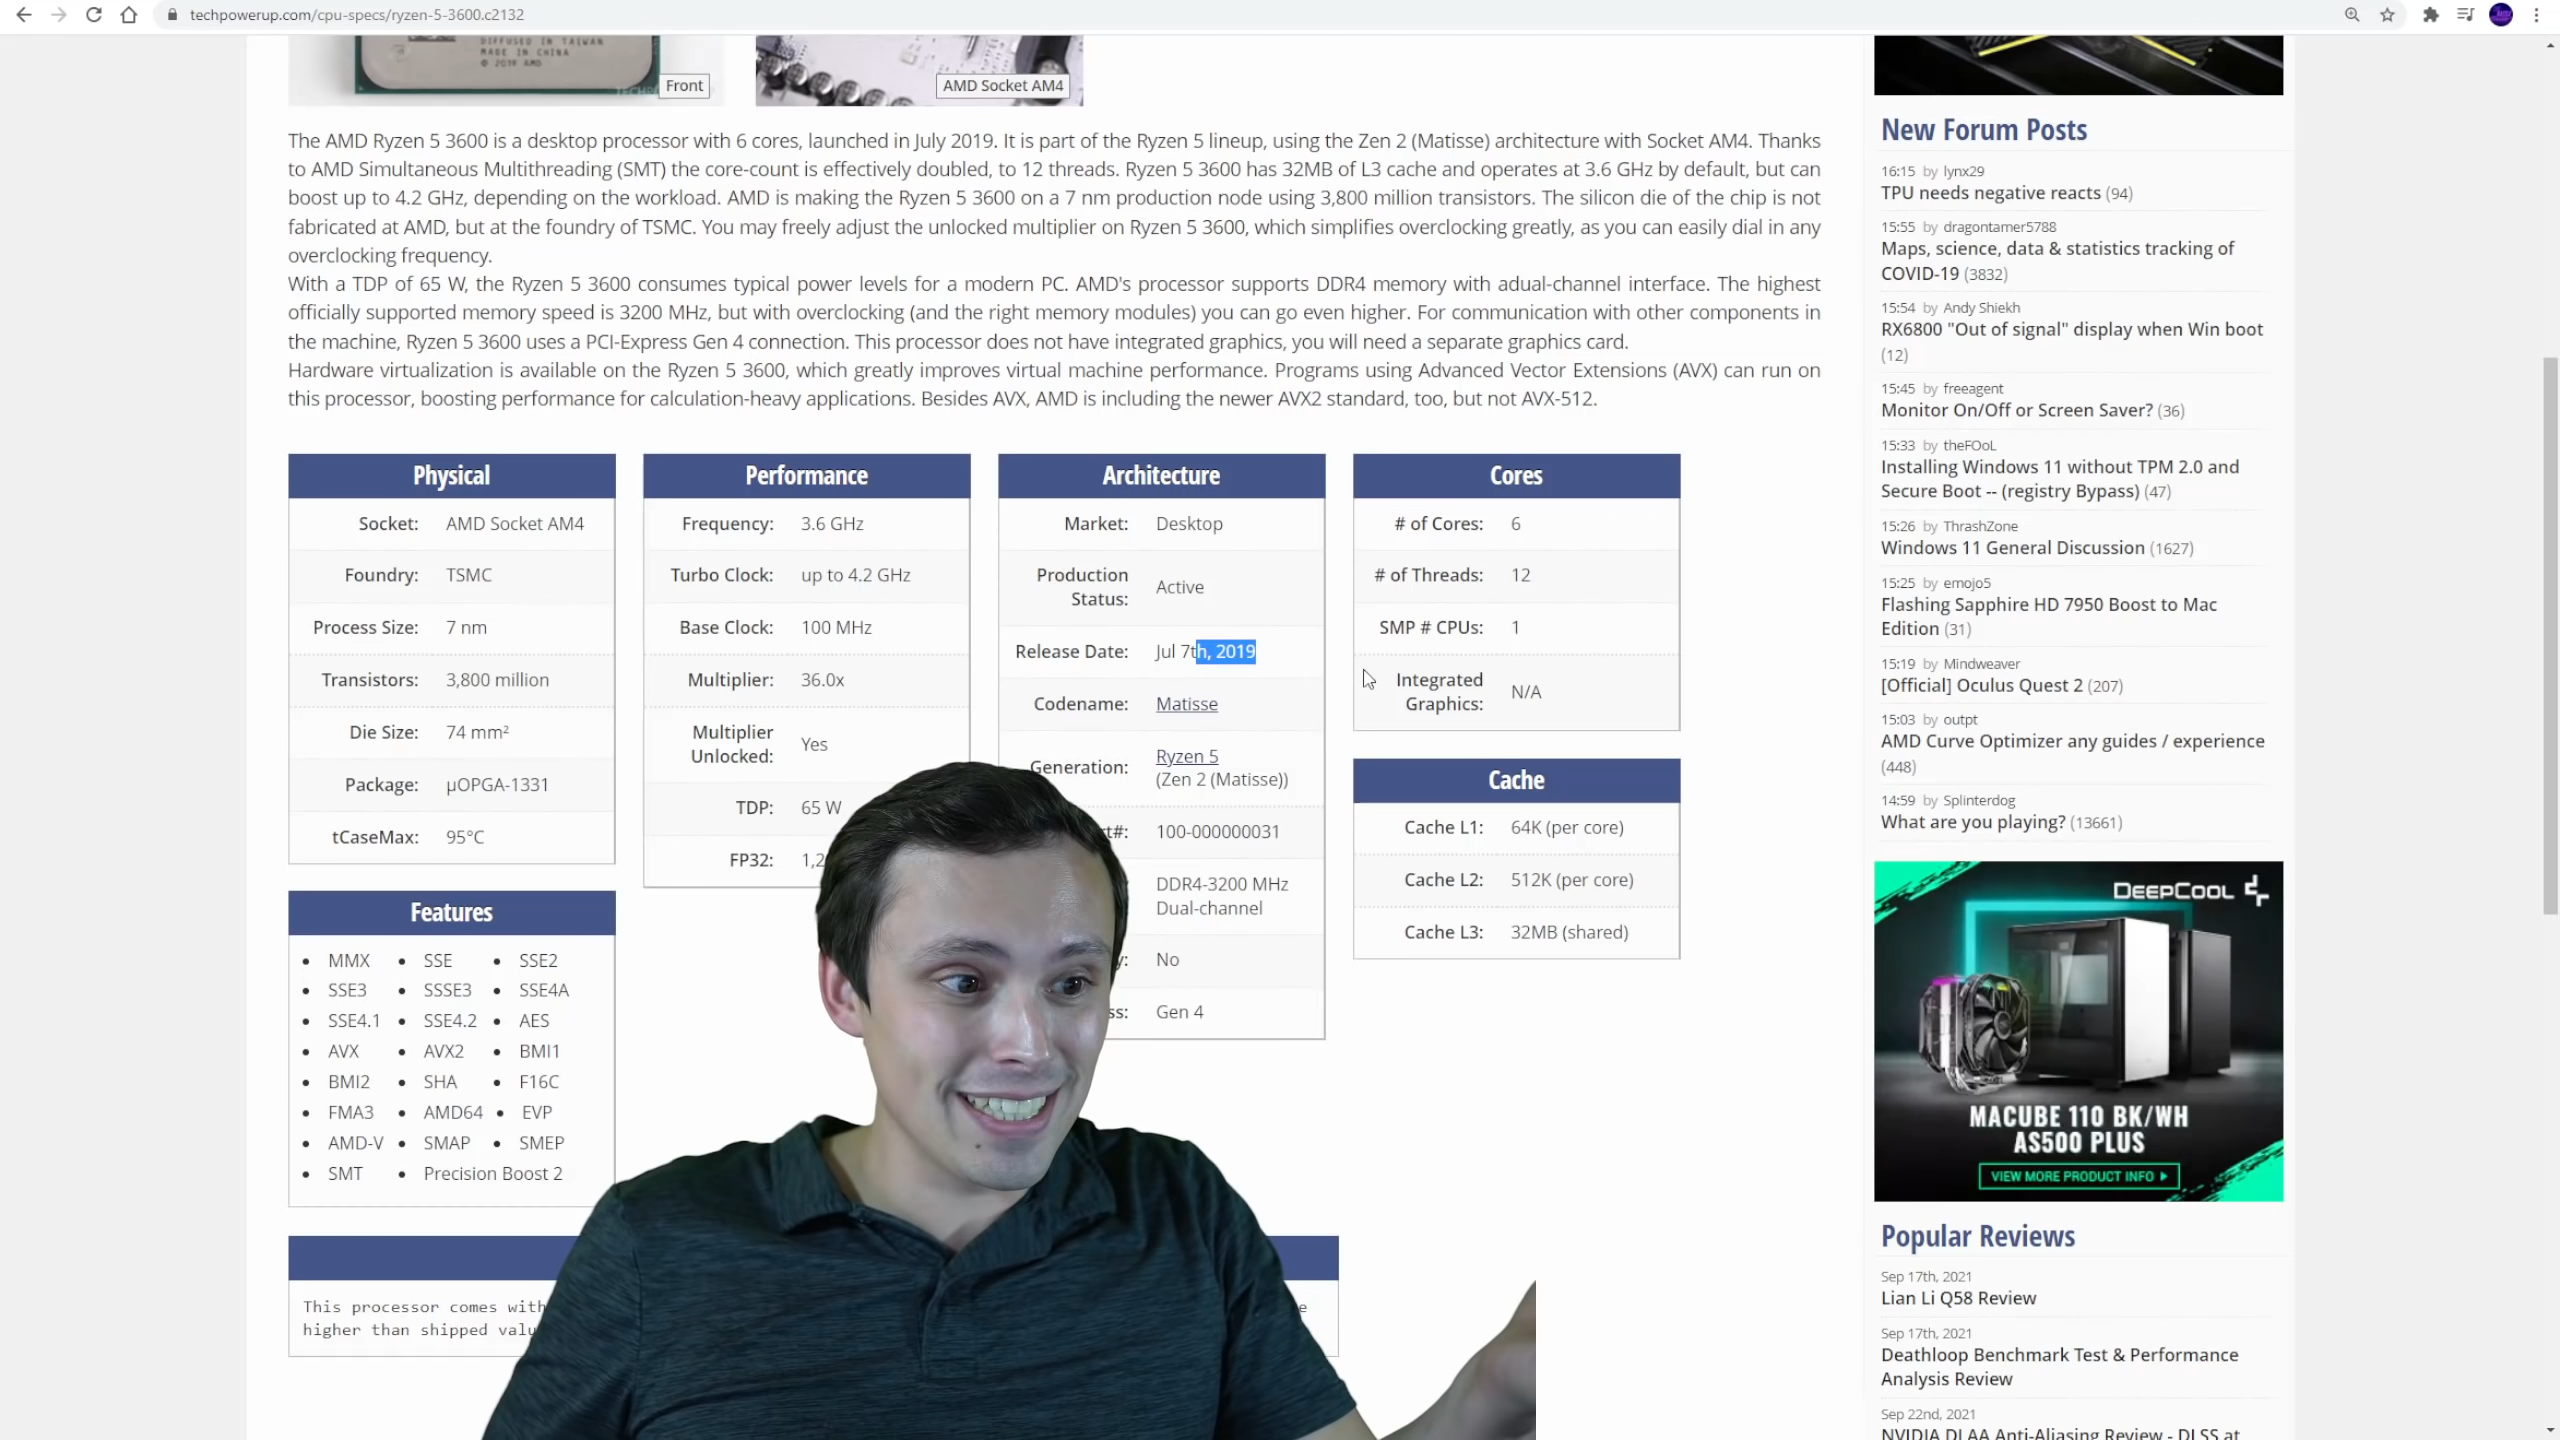 techpowerup.com/cpu-specs/ryzen-5-3600.c2132
DIFFUSED IN TAIWAN
MADE IN CHINA
© 2019 AMD
Front
AMD Socket AM4
The AMD Ryzen 5 3600 is a desktop processor with 6 cores, launched in July 2019. It is part of the Ryzen 5 lineup, using the Zen 2 (Matisse) architecture with Socket AM4. Thanks
to AMD Simultaneous Multithreading (SMT) the core-count is effectively doubled, to 12 threads. Ryzen 5 3600 has 32MB of L3 cache and operates at 3.6 GHz by default, but can
boost up to 4.2 GHz, depending on the workload. AMD is making the Ryzen 5 3600 on a 7 nm production node using 3,800 million transistors. The silicon die of the chip is not
fabricated at AMD, but at the foundry of TSMC. You may freely adjust the unlocked multiplier on Ryzen 5 3600, which simplifies overclocking greatly, as you can easily dial in any
overclocking frequency.
With a TDP of 65 W, the Ryzen 5 3600 consumes typical power levels for a modern PC. AMD's processor supports DDR4 memory with adual-channel interface. The highest
officially supported memory speed is 3200 MHz, but with overclocking (and the right memory modules) you can go even higher. For communication with other components in
the machine, Ryzen 5 3600 uses a PCI-Express Gen 4 connection. This processor does not have integrated graphics, you will need a separate graphics card.
Hardware virtualization is available on the Ryzen 5 3600, which greatly improves virtual machine performance. Programs using Advanced Vector Extensions (AVX) can run on
this processor, boosting performance for calculation-heavy applications. Besides AVX, AMD is including the newer AVX2 standard, too, but not AVX-512.
Physical
Socket: AMD Socket AM4
Foundry: TSMC
Process Size: 7 nm
Transistors: 3,800 million
Die Size: 74 mm²
Package: µOPGA-1331
tCaseMax: 95°C
Features
• MMX • SSE • SSE2
• SSE3 • SSSE3 • SSE4A
• SSE4.1 • SSE4.2 • AES
• AVX • AVX2 • BMI1
• BMI2 • SHA • F16C
• FMA3 • AMD64 • EVP
• AMD-V • SMAP • SMEP
• SMT • Precision Boost 2
This processor comes with
higher than shipped
Performance
Frequency: 3.6 GHz
Turbo Clock: up to 4.2 GHz
Base Clock: 100 MHz
Multiplier: 36.0x
Multiplier
Unlocked: Yes
TDP: 65 W
FP32: 1,2
Architecture
Market: Desktop
Production
Status: Active
Release Date: Jul 7th, 2019
Codename: Matisse
Generation: Ryzen 5
(Zen 2 (Matisse))
100-000000031
DDR4-3200 MHz
Dual-channel
No
Gen 4
Cores
# of Cores: 6
# of Threads: 12
SMP # CPUs: 1
Integrated
Graphics: N/A
Cache
Cache L1: 64K (per core)
Cache L2: 512K (per core)
Cache L3: 32MB (shared)
New Forum Posts
16:15 by lynx29
TPU needs negative reacts (94)
15:55 by dragontamer5788
Maps, science, data & statistics tracking of
COVID-19 (3832)
15:54 by Andy Shiekh
RX6800 "Out of signal" display when Win boot
(12)
15:45 by freeagent
Monitor On/Off or Screen Saver? (36)
15:33 by theFOoL
Installing Windows 11 without TPM 2.0 and
Secure Boot -- (registry Bypass) (47)
15:26 by ThrashZone
Windows 11 General Discussion (1627)
15:25 by emojo5
Flashing Sapphire HD 7950 Boost to Mac
Edition (31)
15:19 by Mindweaver
[Official] Oculus Quest 2 (207)
15:03 by outpt
AMD Curve Optimizer any guides / experience
(448)
14:59 by Splinterdog
What are you playing? (13661)
DEEPCOOL
MACUBE 110 BK/WH
AS500 PLUS
VIEW MORE PRODUCT INFO
Popular Reviews
Sep 17th, 2021
Lian Li Q58 Review
Sep 17th, 2021
Deathloop Benchmark Test & Performance
Analysis Review
Sep 22nd, 2021
NVIDIA DLAA Anti-Aliasing Review - DLSS at